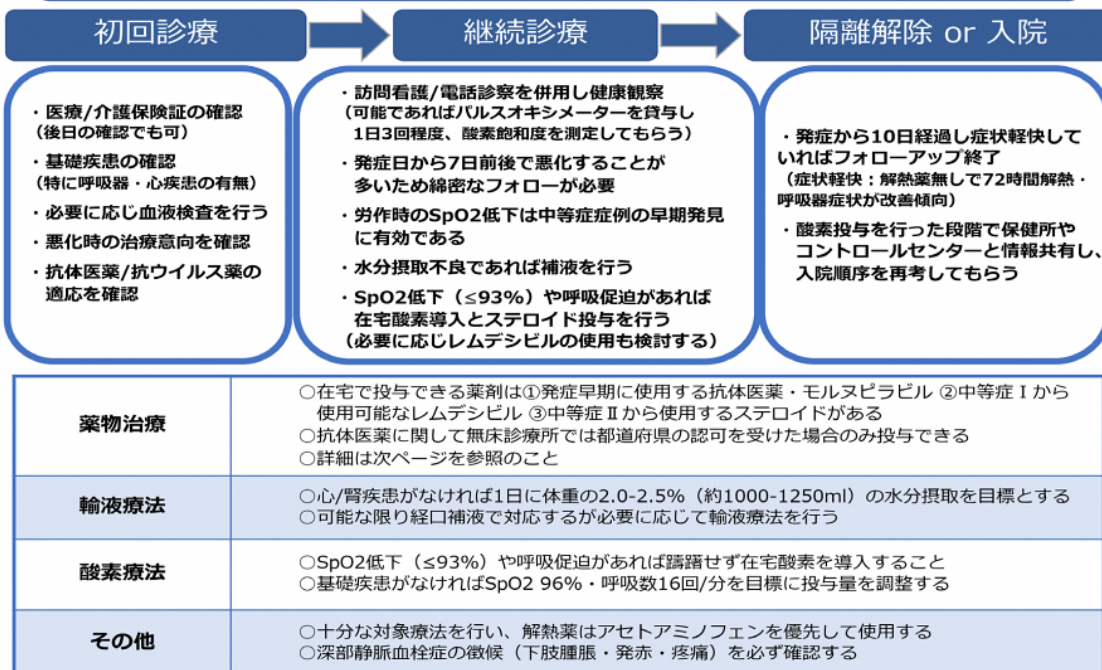 初回診療
継続診療
隔離解除 or 入院
・医療/介護保険証の確認
（後日の確認でも可）
・基礎疾患の確認
（特に呼吸器・心疾患の有無）
・必要に応じ血液検査を行う
・悪化時の治療意向を確認
・抗体医薬/抗ウイルス薬の
適応を確認
・訪問看護/電話診察を併用し健康観察
（可能であればパルスオキシメーターを貸与し
1日3回程度、酸素飽和度を測定してもらう）
・発症日から7日前後で悪化することが
多いため綿密なフォローが必要
・労作時のSpO2低下は中等症症例の早期発見
に有効である
・水分摂取不良であれば補液を行う
・SpO2低下（≤93%）や呼吸促迫があれば
在宅酸素導入とステロイド投与を行う
（必要に応じレムデシビルの使用も検討する）
・発症から10日経過し症状軽快して
いればフォローアップ終了
（症状軽快：解熱薬無しで72時間解熱・
呼吸器症状が改善傾向）
・酸素投与を行った段階で保健所や
コントロールセンターと情報共有し、
入院順序を再考してもらう
薬物治療
○在宅で投与できる薬剤は①発症早期に使用する抗体医薬・モルヌピラビル ②中等症Ⅰから
使用可能なレムデシビル ③中等症Ⅱから使用するステロイドがある
○抗体医薬に関して無床診療所では都道府県の認可を受けた場合のみ投与できる
○詳細は次ページを参照のこと
輸液療法
○心/腎疾患がなければ1日に体重の2.0-2.5%（約1000-1250ml）の水分摂取を目標とする
○可能な限り経口補液で対応するが必要に応じて輸液療法を行う
酸素療法
○SpO2低下（≤93%）や呼吸促迫があれば躊躇せず在宅酸素を導入すること
○基礎疾患がなければSpO2 96%・呼吸数16回/分を目標に投与量を調整する
その他
○十分な対象療法を行い、解熱薬はアセトアミノフェンを優先して使用する
○深部静脈血栓症の徴候（下肢腫脹・発赤・疼痛）を必ず確認する